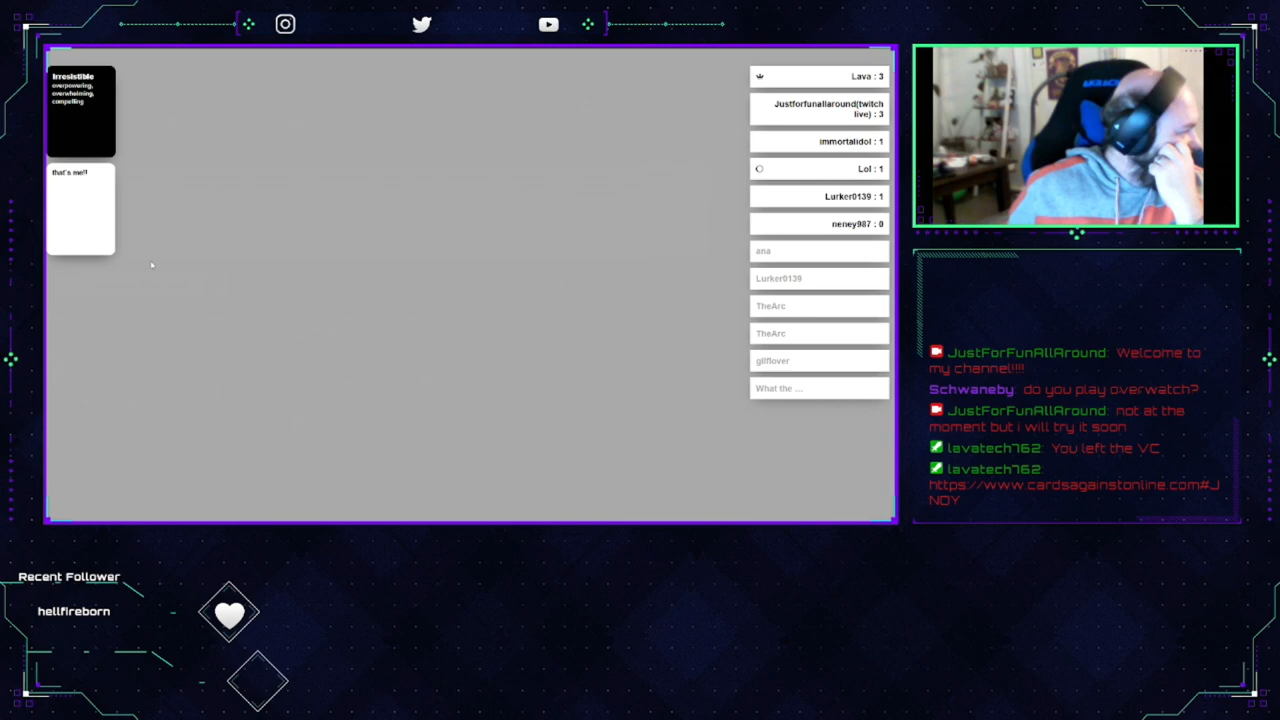 Irresistible
overpowering,
overwhelming,
compelling
that's me!!
Lava : 3
Justforfunallaround(twitch
live) : 3
immortalidol : 1
Lol : 1
Lurker0139 : 1
neney987 : 0
ana
Lurker0139
TheArc
TheArc
gilflover
What the ...
JustForFunAllAround: Welcome to
my channel!!!!
Schwaneby: do you play overwatch?
JustForFunAllAround: not at the
moment but i will try it soon
lavatech762: You left the VC
lavatech762:
https://www.cardsagainstonline.com#J
NDY
Recent Follower
hellfireborn